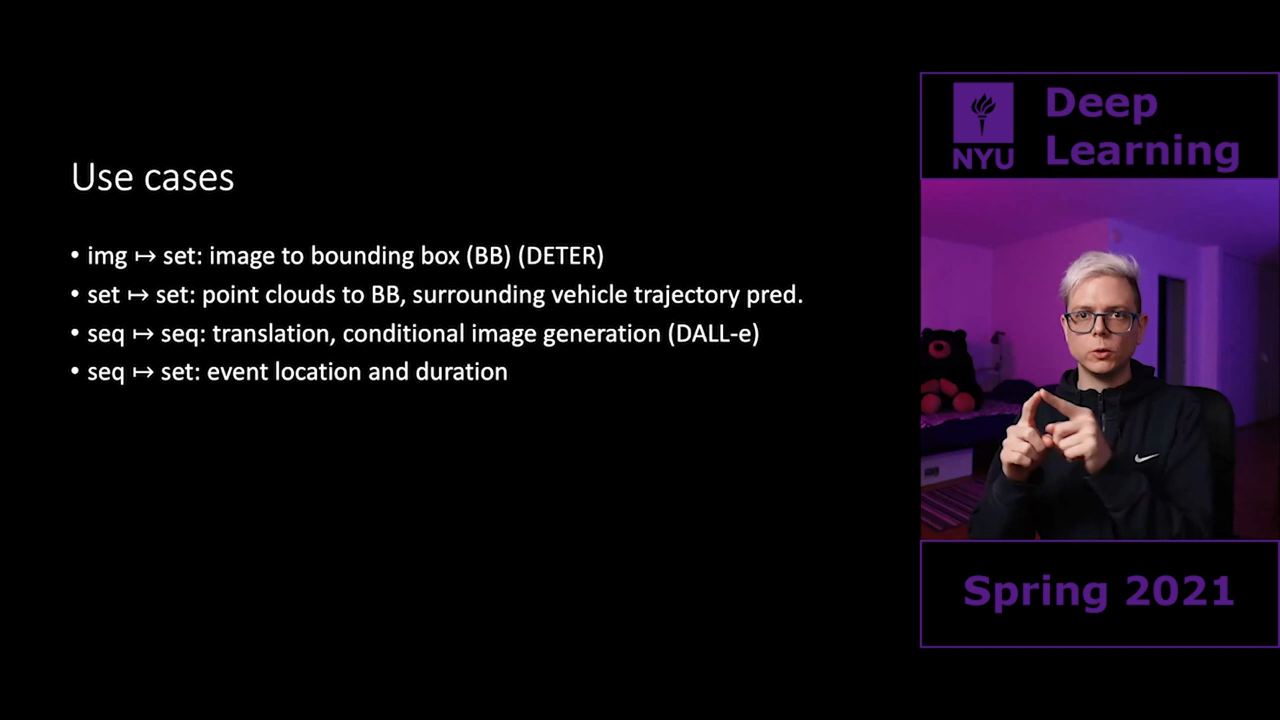 Use cases
• img ↦ set: image to bounding box (BB) (DETER)
• set ↦ set: point clouds to BB, surrounding vehicle trajectory pred.
• seq ↦ seq: translation, conditional image generation (DALL-e)
• seq ↦ set: event location and duration
NYU
Deep
Learning
Spring 2021